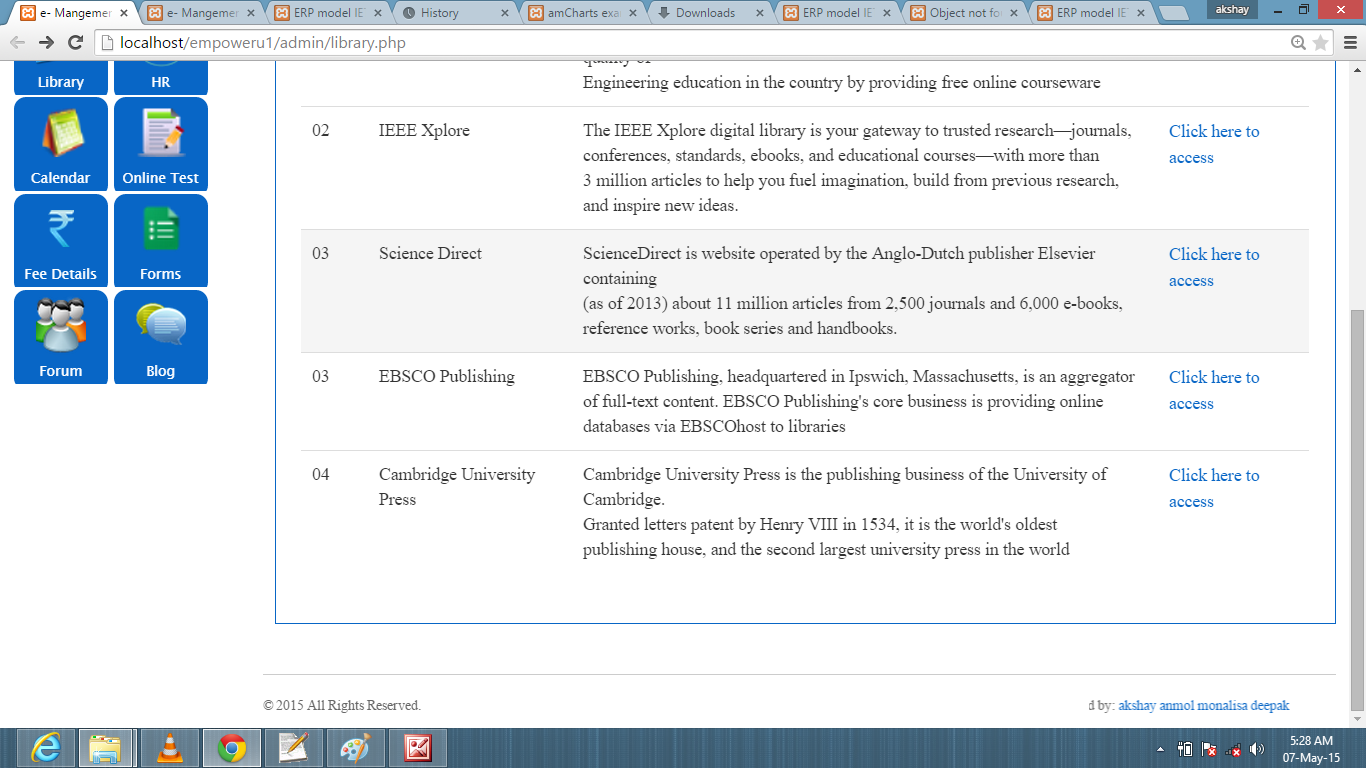 e- Mangemen
e- Mangemen
ERP model IET
History
amCharts exa
Downloads
ERP model IET
Object not fo
ERP model IET
akshay
localhost/empoweru1/admin/library.php
Library
HR
Calendar
Online Test
Fee Details
Forms
Forum
Blog
quality of
Engineering education in the country by providing free online courseware
02
IEEE Xplore
The IEEE Xplore digital library is your gateway to trusted research—journals,
conferences, standards, ebooks, and educational courses—with more than
3 million articles to help you fuel imagination, build from previous research,
and inspire new ideas.
Click here to
access
03
Science Direct
ScienceDirect is website operated by the Anglo-Dutch publisher Elsevier
containing
(as of 2013) about 11 million articles from 2,500 journals and 6,000 e-books,
reference works, book series and handbooks.
Click here to
access
03
EBSCO Publishing
EBSCO Publishing, headquartered in Ipswich, Massachusetts, is an aggregator
of full-text content. EBSCO Publishing's core business is providing online
databases via EBSCOhost to libraries
Click here to
access
04
Cambridge University
Press
Cambridge University Press is the publishing business of the University of
Cambridge.
Granted letters patent by Henry VIII in 1534, it is the world's oldest
publishing house, and the second largest university press in the world
Click here to
access
© 2015 All Rights Reserved.
d by: akshay anmol monalisa deepak
5:28 AM
07-May-15